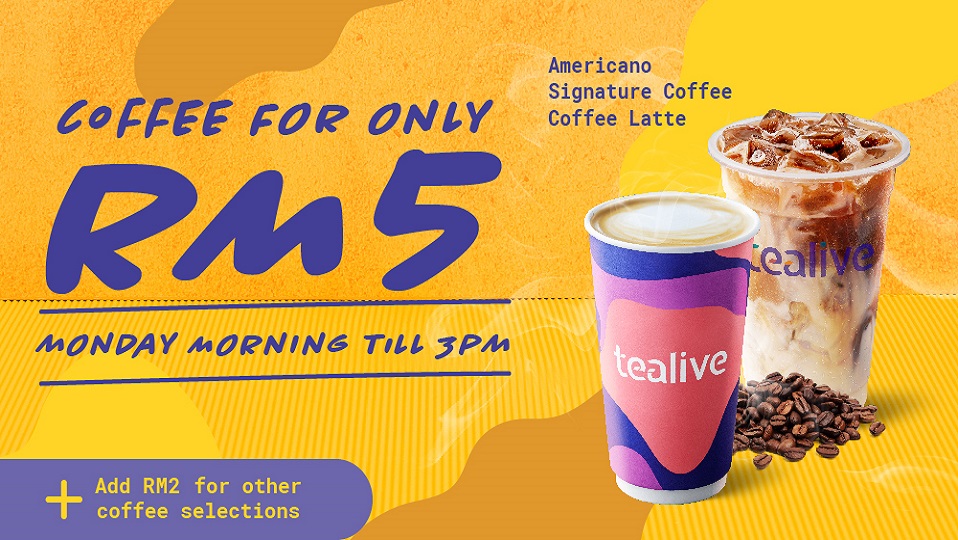 COFFEE FOR ONLY
RM5
MONDAY MORNING TILL 3PM
Americano
Signature Coffee
Coffee Latte
tealive
tealive
+ Add RM2 for other
coffee selections